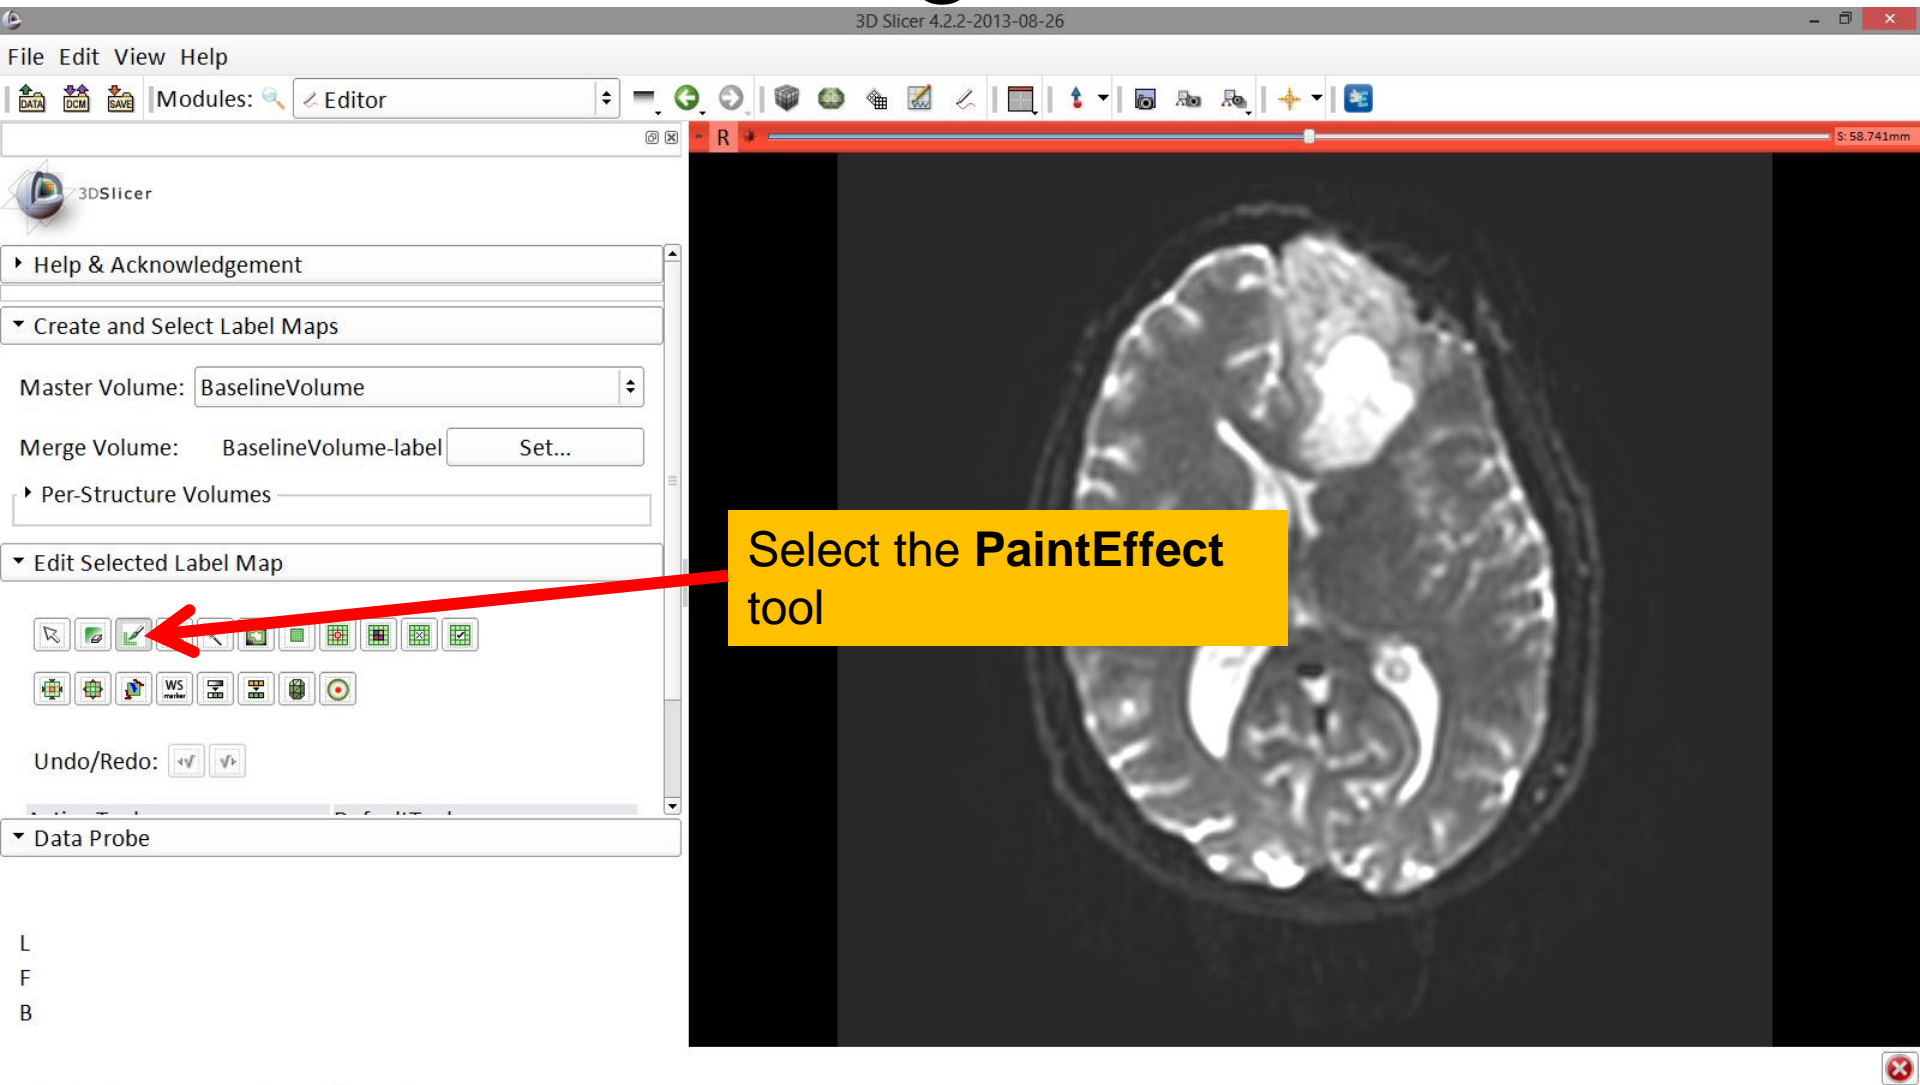 3D Slicer 4.2.2-2013-08-26
File Edit View Help
DATA DCM SAVE Modules: Editor
R S: 58.741mm
3DSlicer
Help & Acknowledgement
Create and Select Label Maps
Master Volume: BaselineVolume
Merge Volume: BaselineVolume-label Set...
Per-Structure Volumes
Edit Selected Label Map
Select the PaintEffect
tool
WS
Undo/Redo:
Data Probe
L
F
B